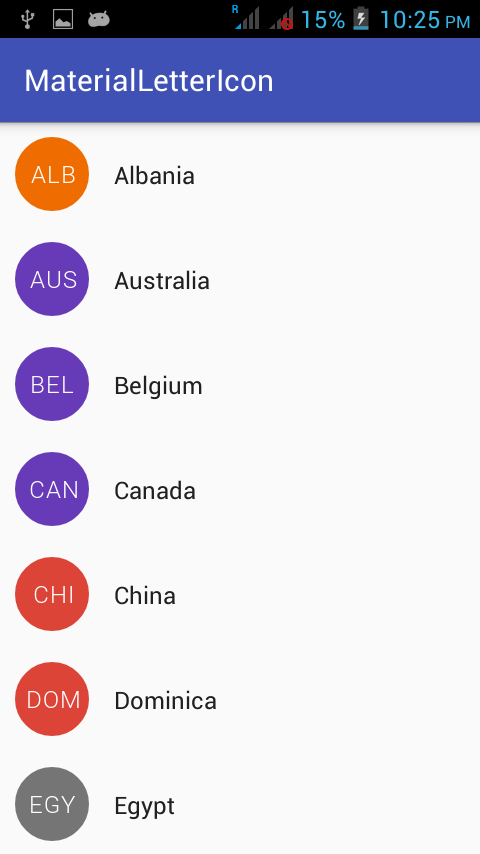 R 15% 10:25 PM
MaterialLetterIcon
ALB Albania
AUS Australia
BEL Belgium
CAN Canada
CHI China
DOM Dominica
EGY Egypt